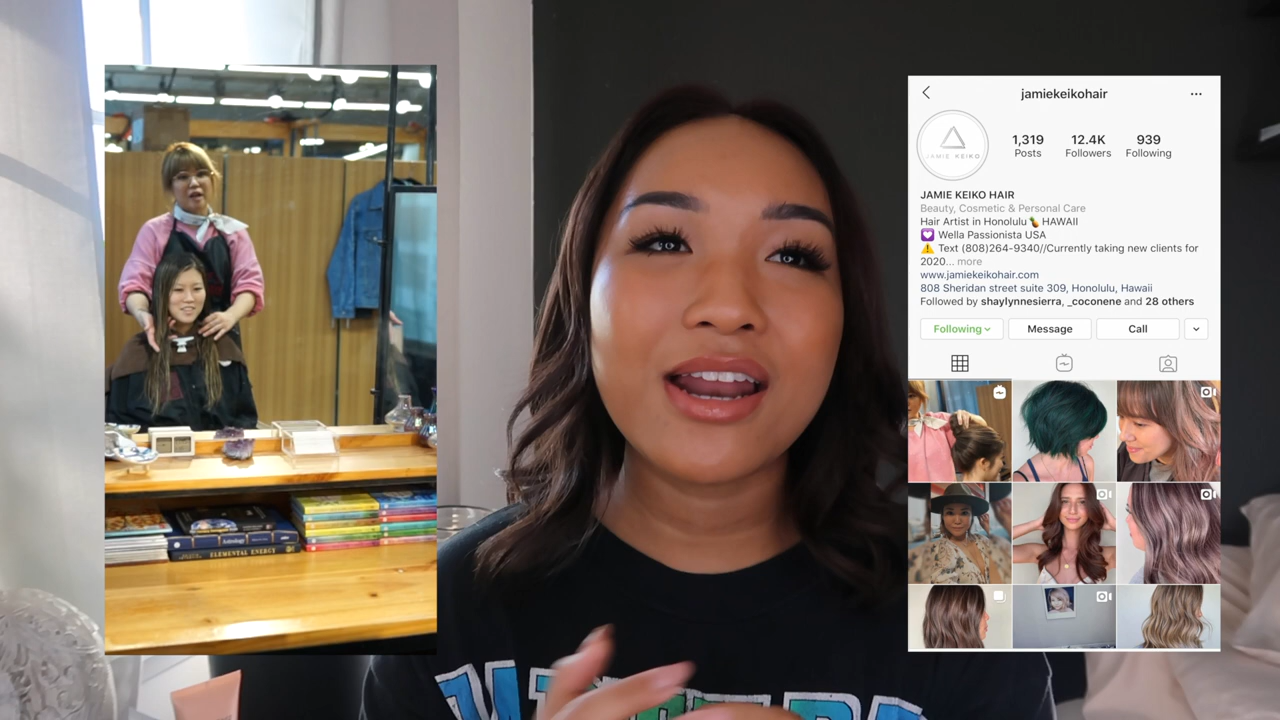 jamiekeikohair
JAMIE KEIKO
1,319
Posts
12.4K
Followers
939
Following
JAMIE KEIKO HAIR
Beauty, Cosmetic & Personal Care
Hair Artist in Honolulu🍍HAWAII
💟 Wella Passionista USA
⚠️ Text (808)264-9340//Currently taking new clients for
2020... more
www.jamiekeikohair.com
808 Sheridan street suite 309, Honolulu, Hawaii
Followed by shaylynnesierra, _coconene and 28 others
Following
Message
Call
Astrology
ELEMENTAL ENERGY